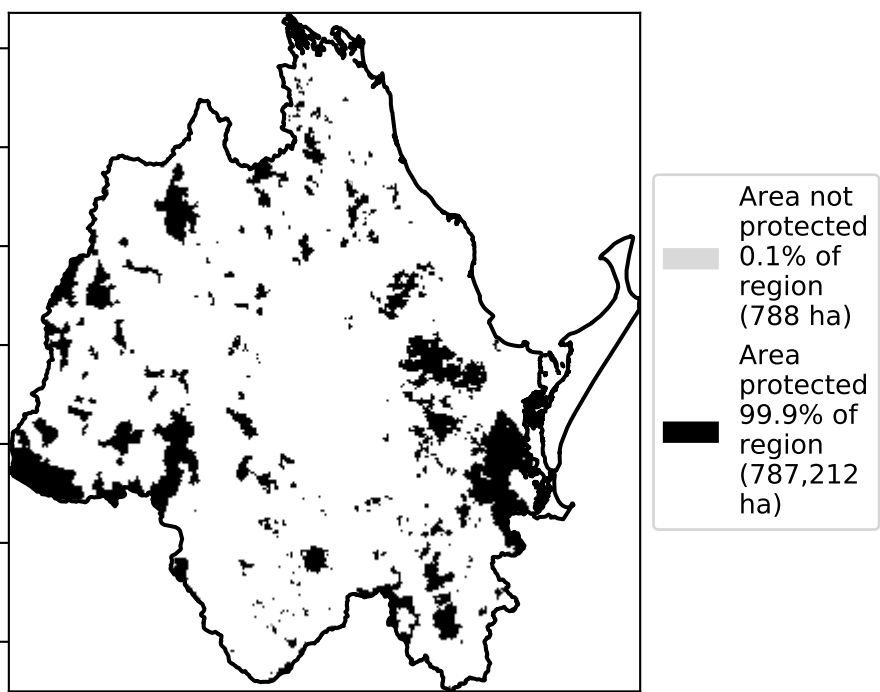 Area not
protected
0.1% of
region
(788 ha)
Area
protected
99.9% of
region
(787,212
ha)